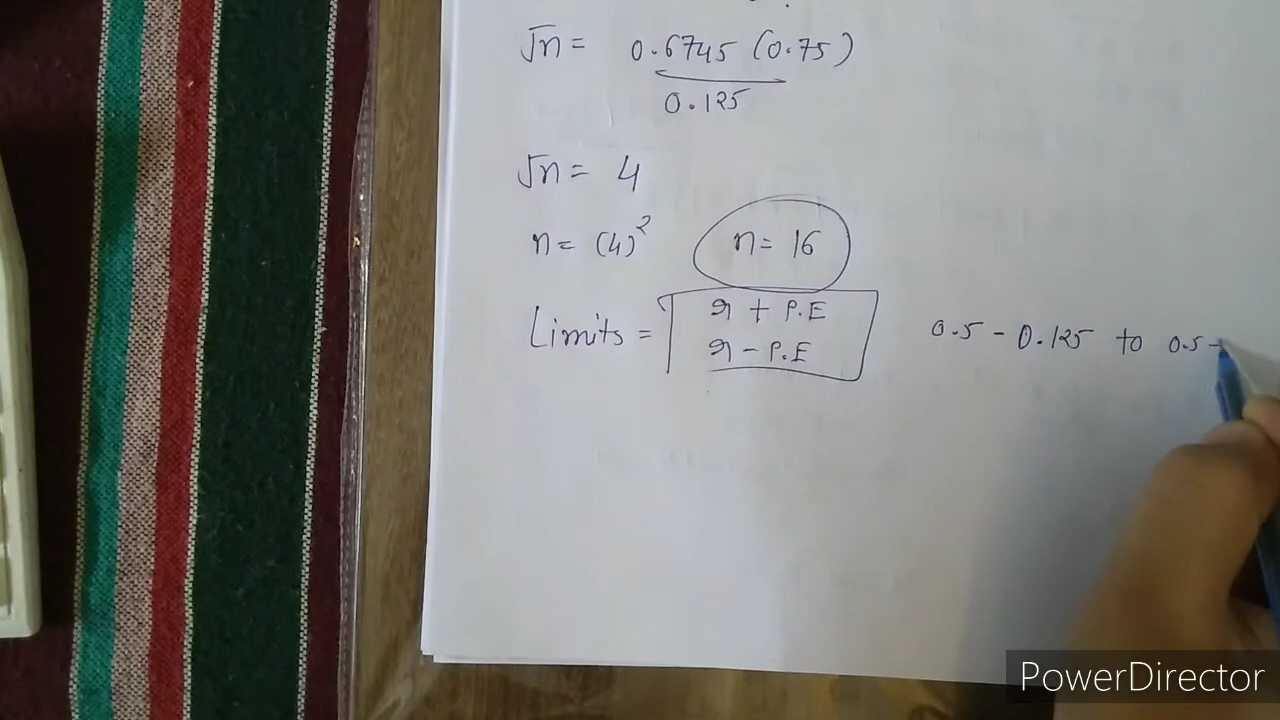 √n = 0.6745 (0.75)
0.125
√n = 4
n = (4)² n = 16
Limits = r + P.E
r - P.E
0.5 - 0.125 to 0.5 -
PowerDirector